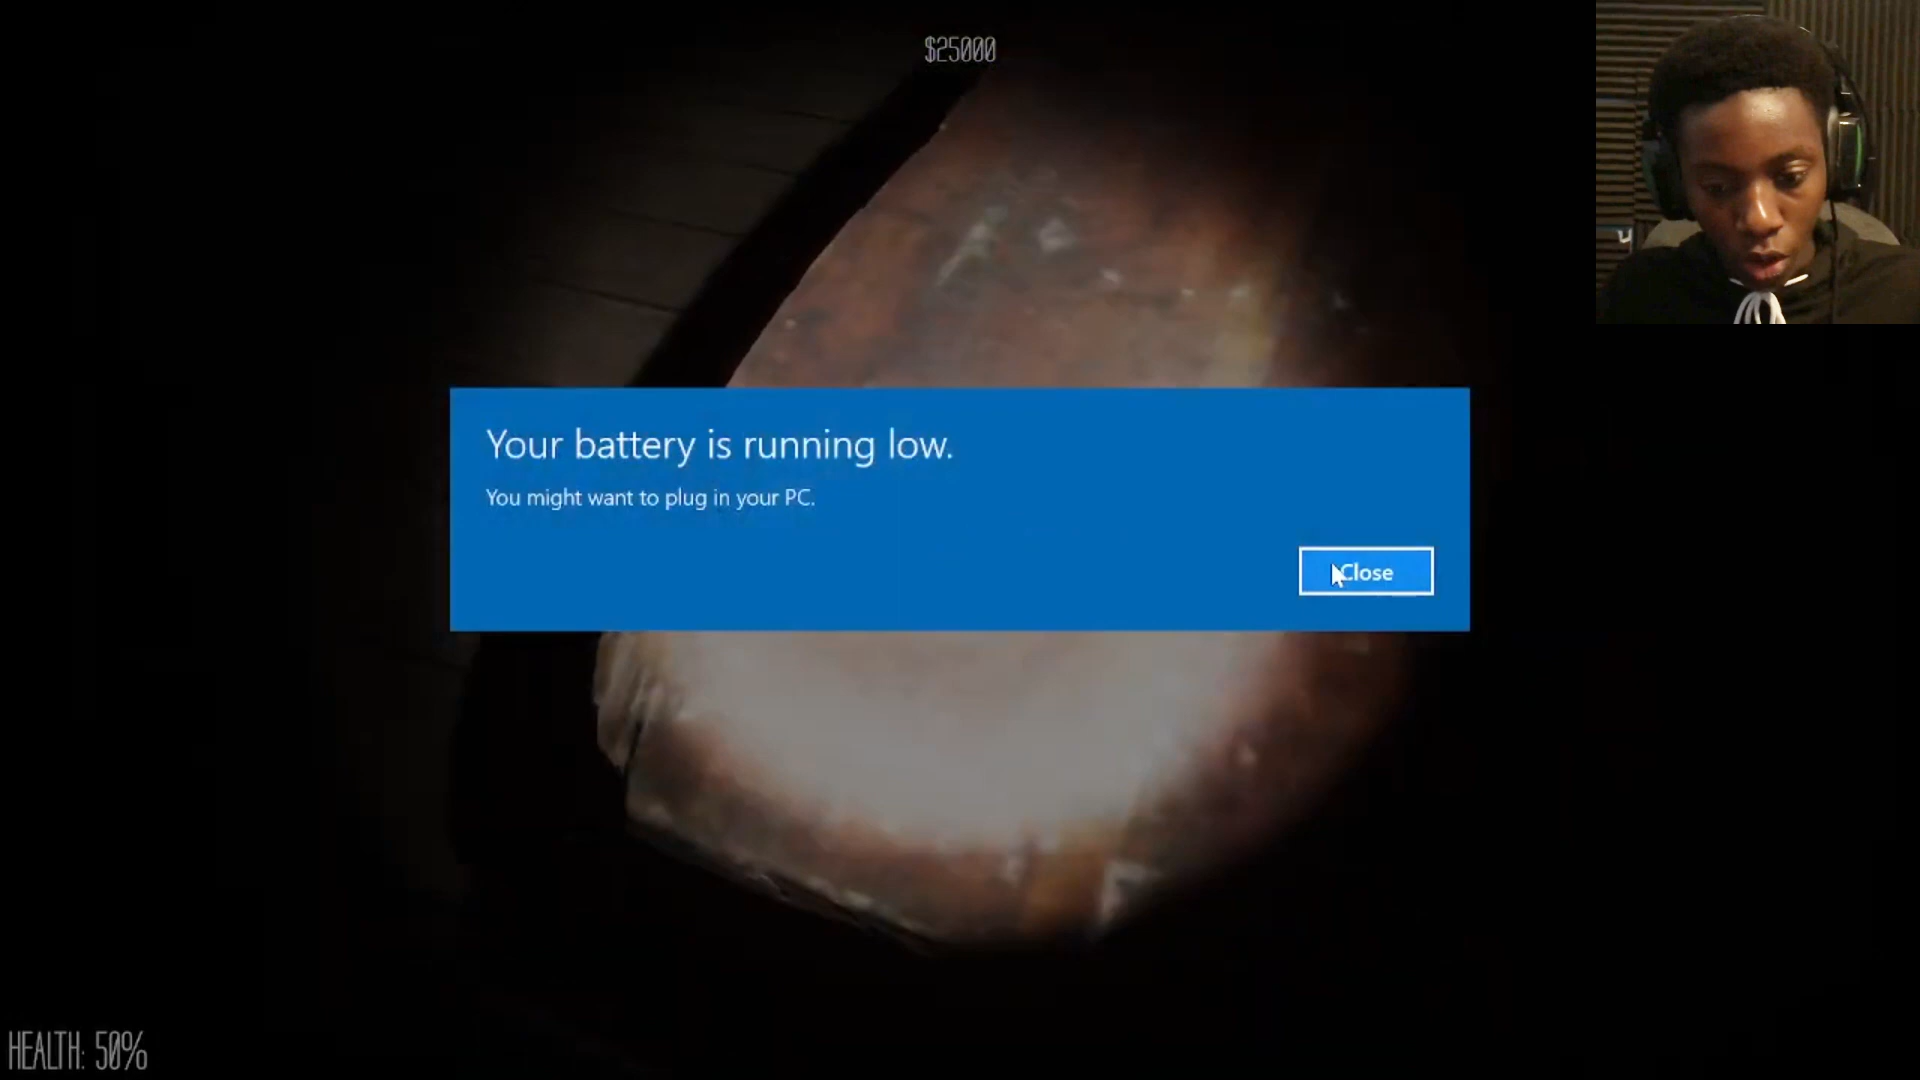 $25000
Your battery is running low.
You might want to plug in your PC.
Close
HEALTH: 50%